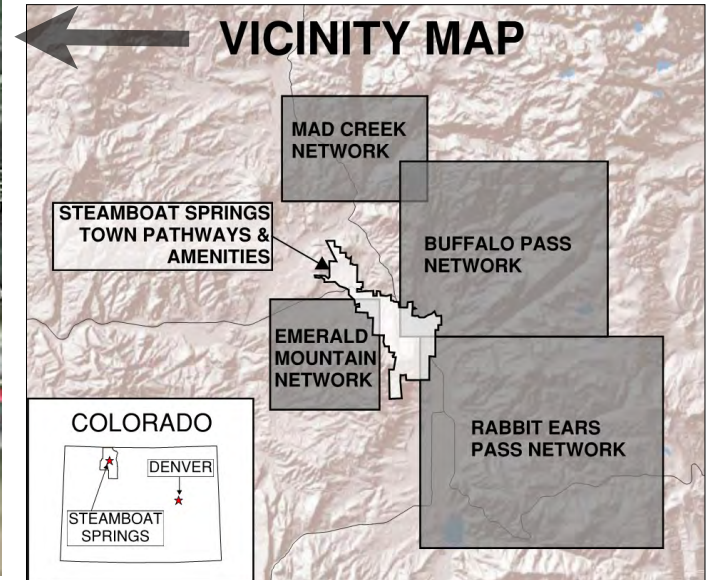 VICINITY MAP
MAD CREEK
NETWORK
STEAMBOAT SPRINGS
TOWN PATHWAYS &
AMENITIES
BUFFALO PASS
NETWORK
EMERALD
MOUNTAIN
NETWORK
RABBIT EARS
PASS NETWORK
COLORADO
DENVER
STEAMBOAT
SPRINGS